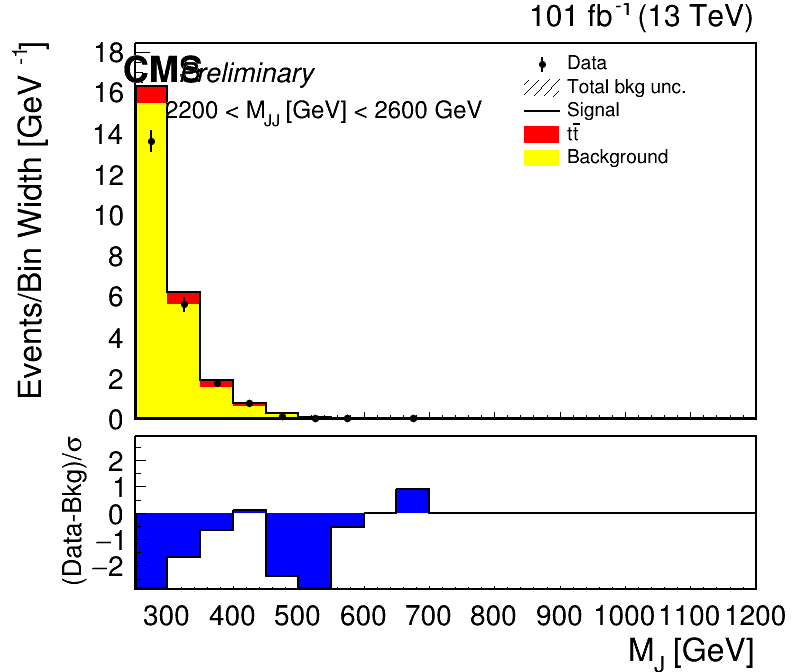 101 fb⁻¹ (13 TeV)
CMS Preliminary
2200 < M_JJ [GeV] < 2600 GeV
Data
Total bkg unc.
Signal
tt̄
Background
Events/Bin Width [GeV⁻¹]
18
16
14
12
10
8
6
4
2
0
(Data-Bkg)/σ
2
1
0
−1
−2
300 400 500 600 700 800 900 1000 1100 1200
M_J [GeV]